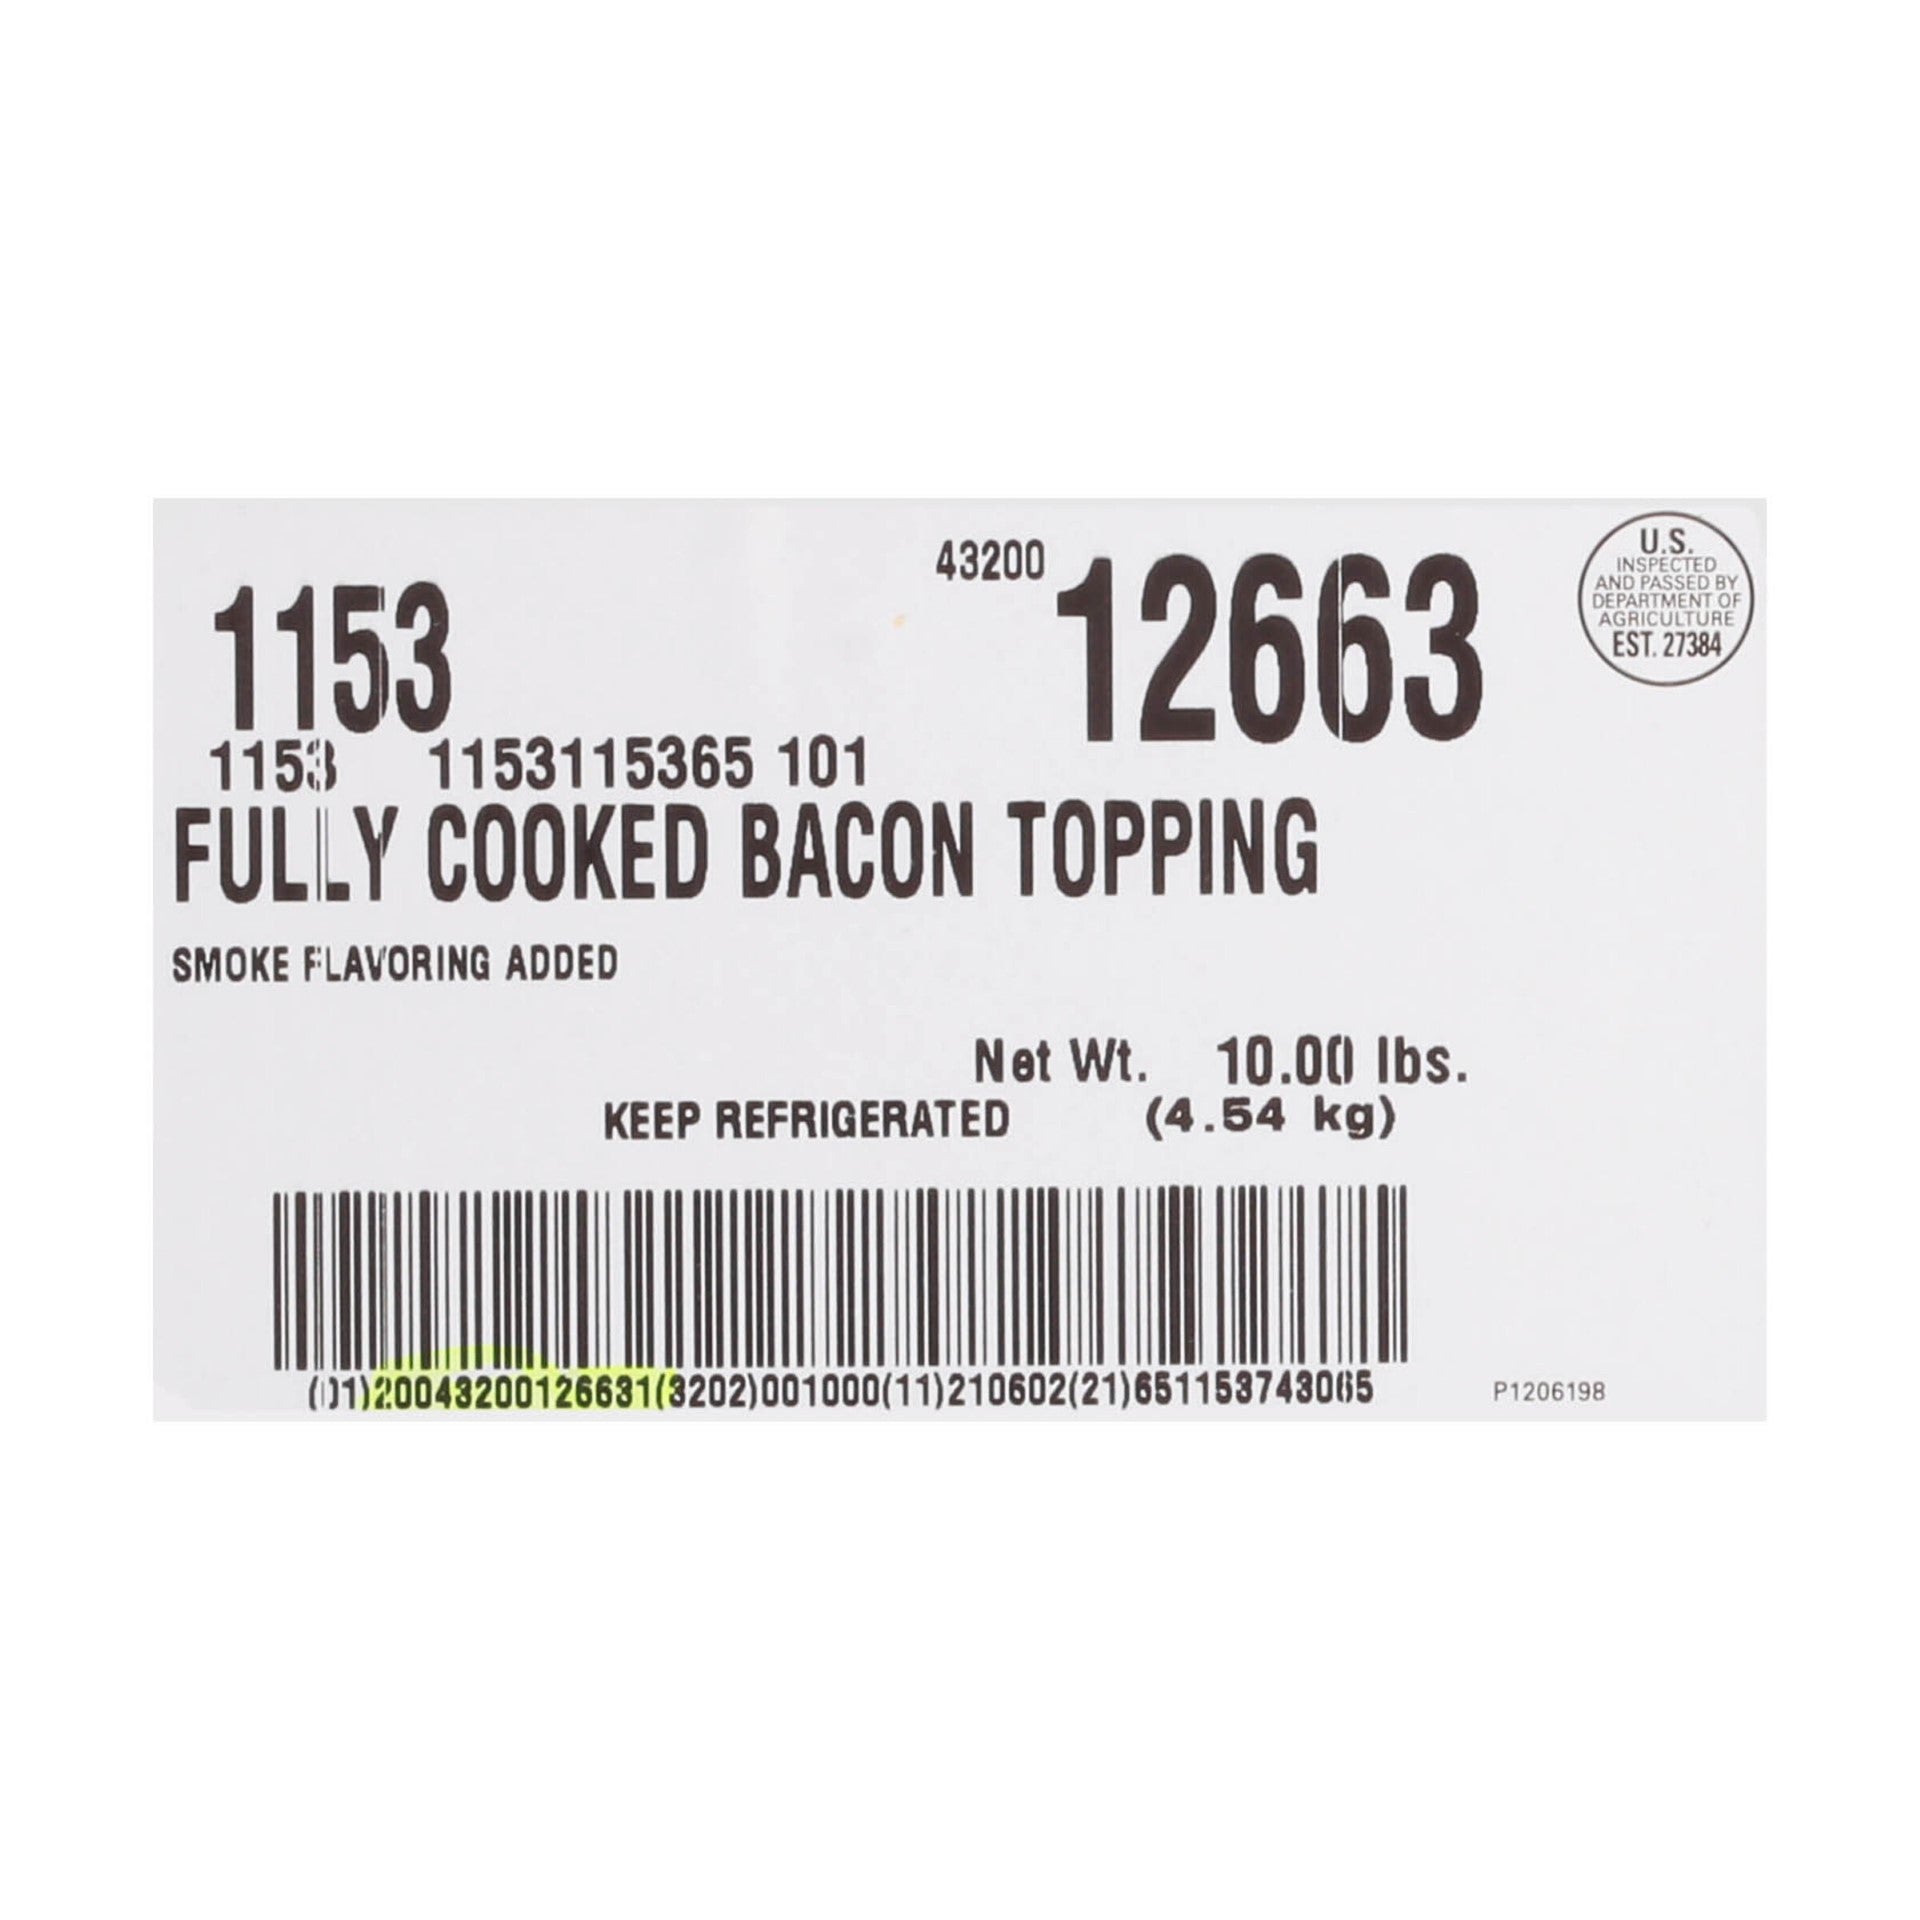 43200
1153 12663
1153 1153115365 101
FULLY COOKED BACON TOPPING
SMOKE FLAVORING ADDED
Net Wt. 10.00 lbs.
KEEP REFRIGERATED (4.54 kg)
(01)20043200126631(3202)001000(11)210602(21)651153743065
P1206198
U.S.
INSPECTED
AND PASSED BY
DEPARTMENT OF
AGRICULTURE
EST. 27384